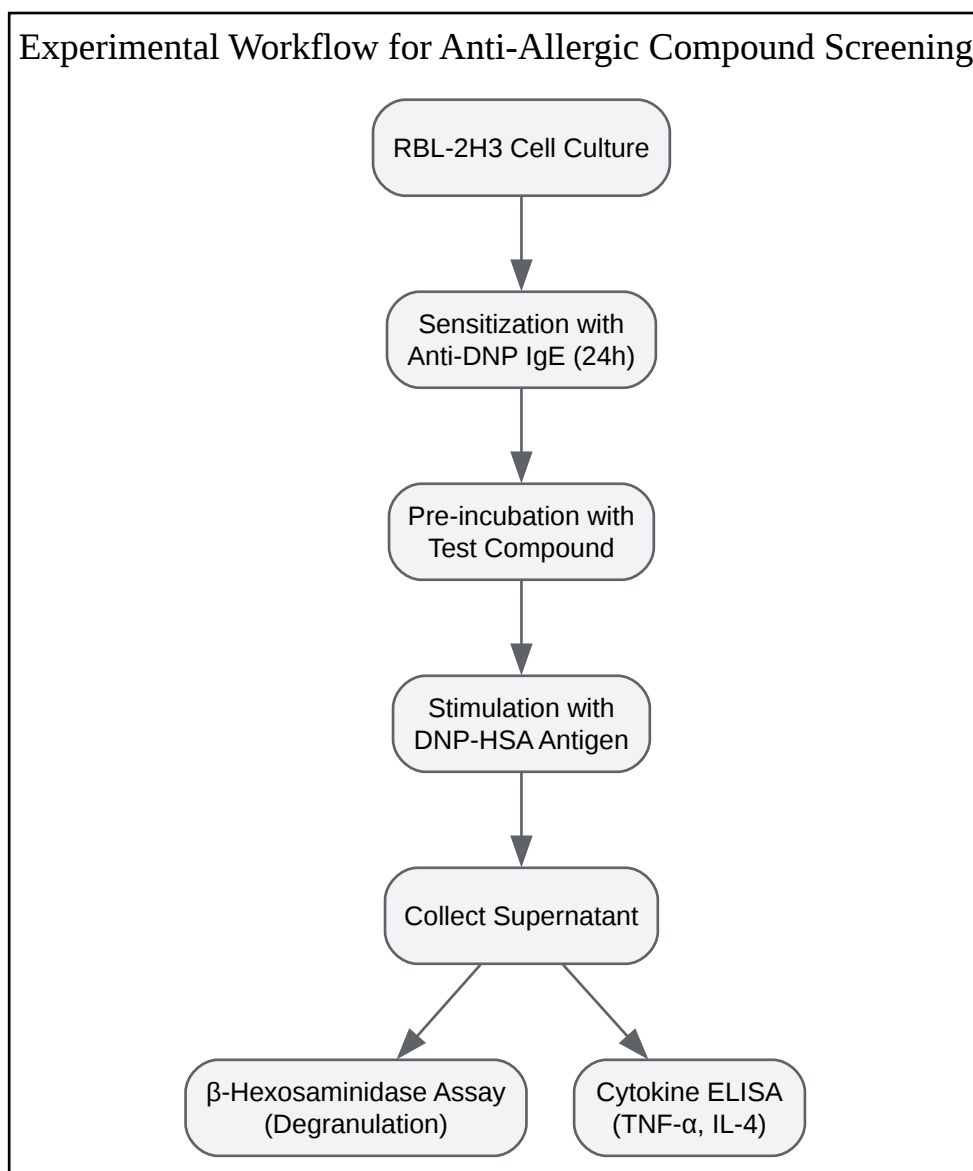 Experimental Workflow for Anti-Allergic Compound Screening
RBL-2H3 Cell Culture
Sensitization with
Anti-DNP IgE (24h)
Pre-incubation with
Test Compound
Stimulation with
DNP-HSA Antigen
Collect Supernatant
β-Hexosaminidase Assay
(Degranulation)
Cytokine ELISA
(TNF-α, IL-4)